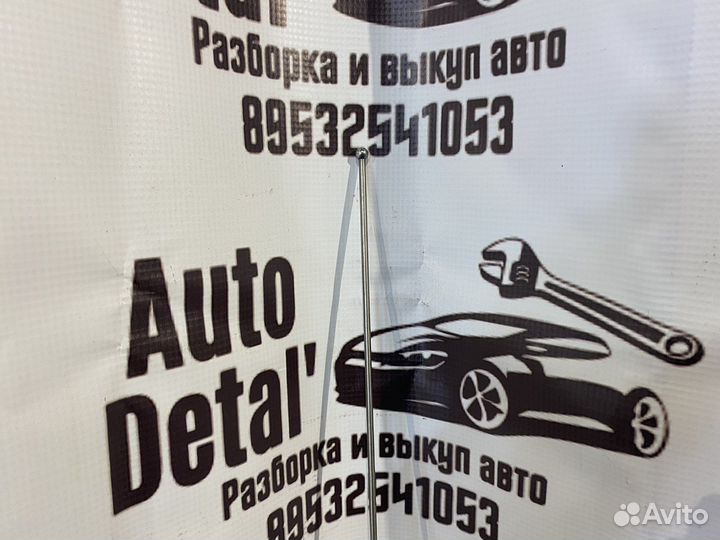 Разборка и выкуп авто
89532541053
Auto
Detal'
Разборка и выкуп авто
89532541053
Avito